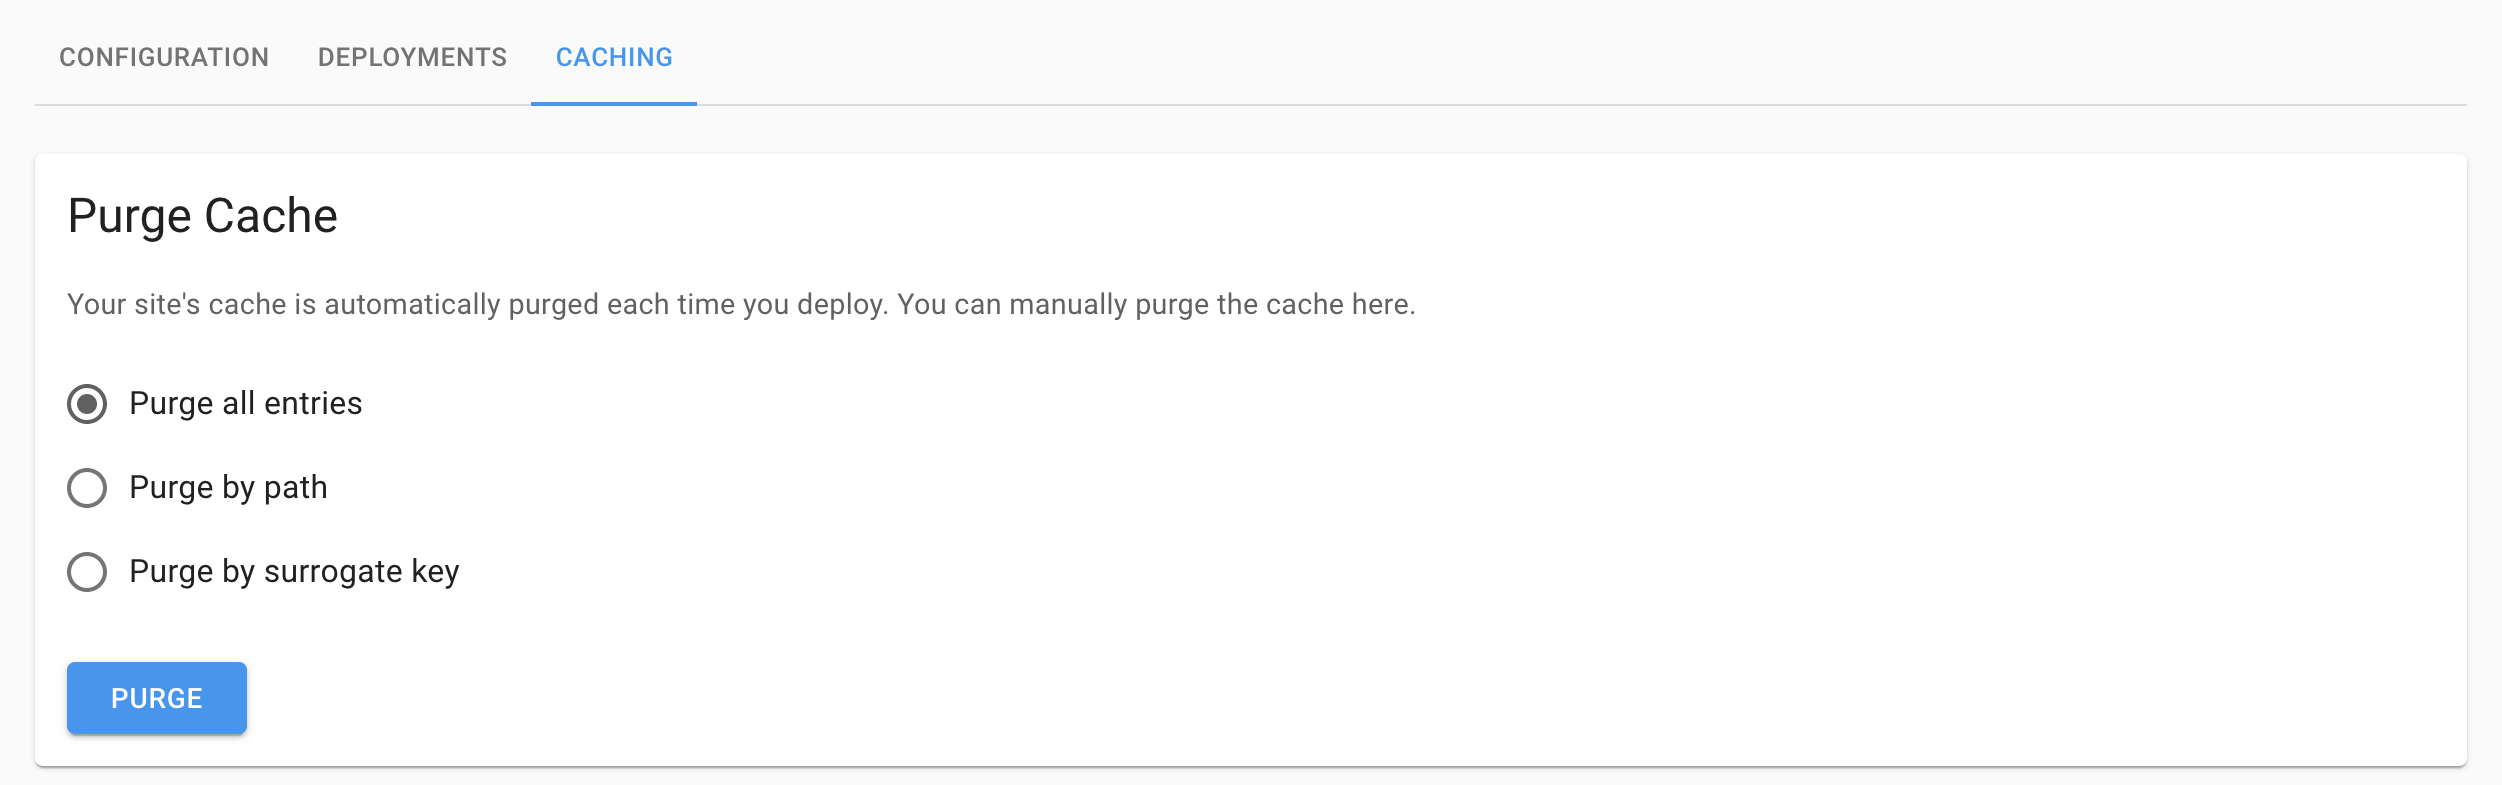 CONFIGURATION DEPLOYMENTS CACHING
Purge Cache
Your site's cache is automatically purged each time you deploy. You can manually purge the cache here.
Purge all entries
Purge by path
Purge by surrogate key
PURGE